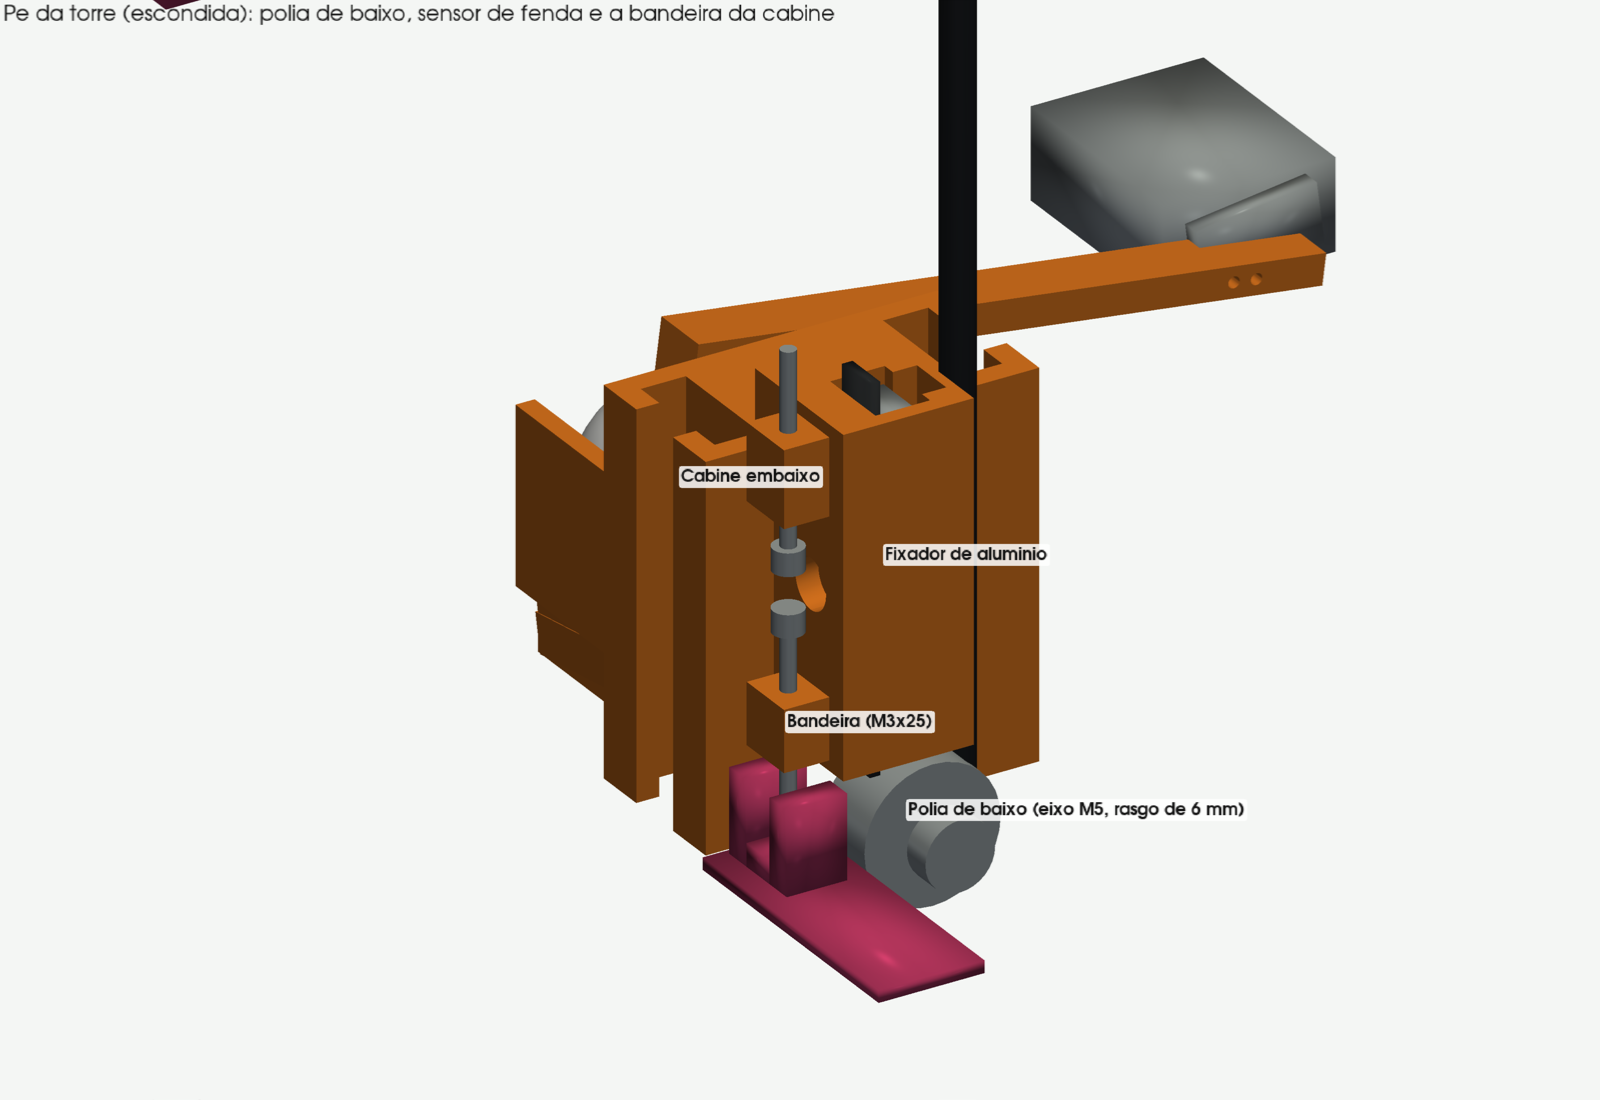 Pe da torre (escondida): polia de baixo, sensor de fenda e a bandeira da cabine
Cabine embaixo
Fixador de aluminio
Bandeira (M3x25)
Polia de baixo (eixo M5, rasgo de 6 mm)